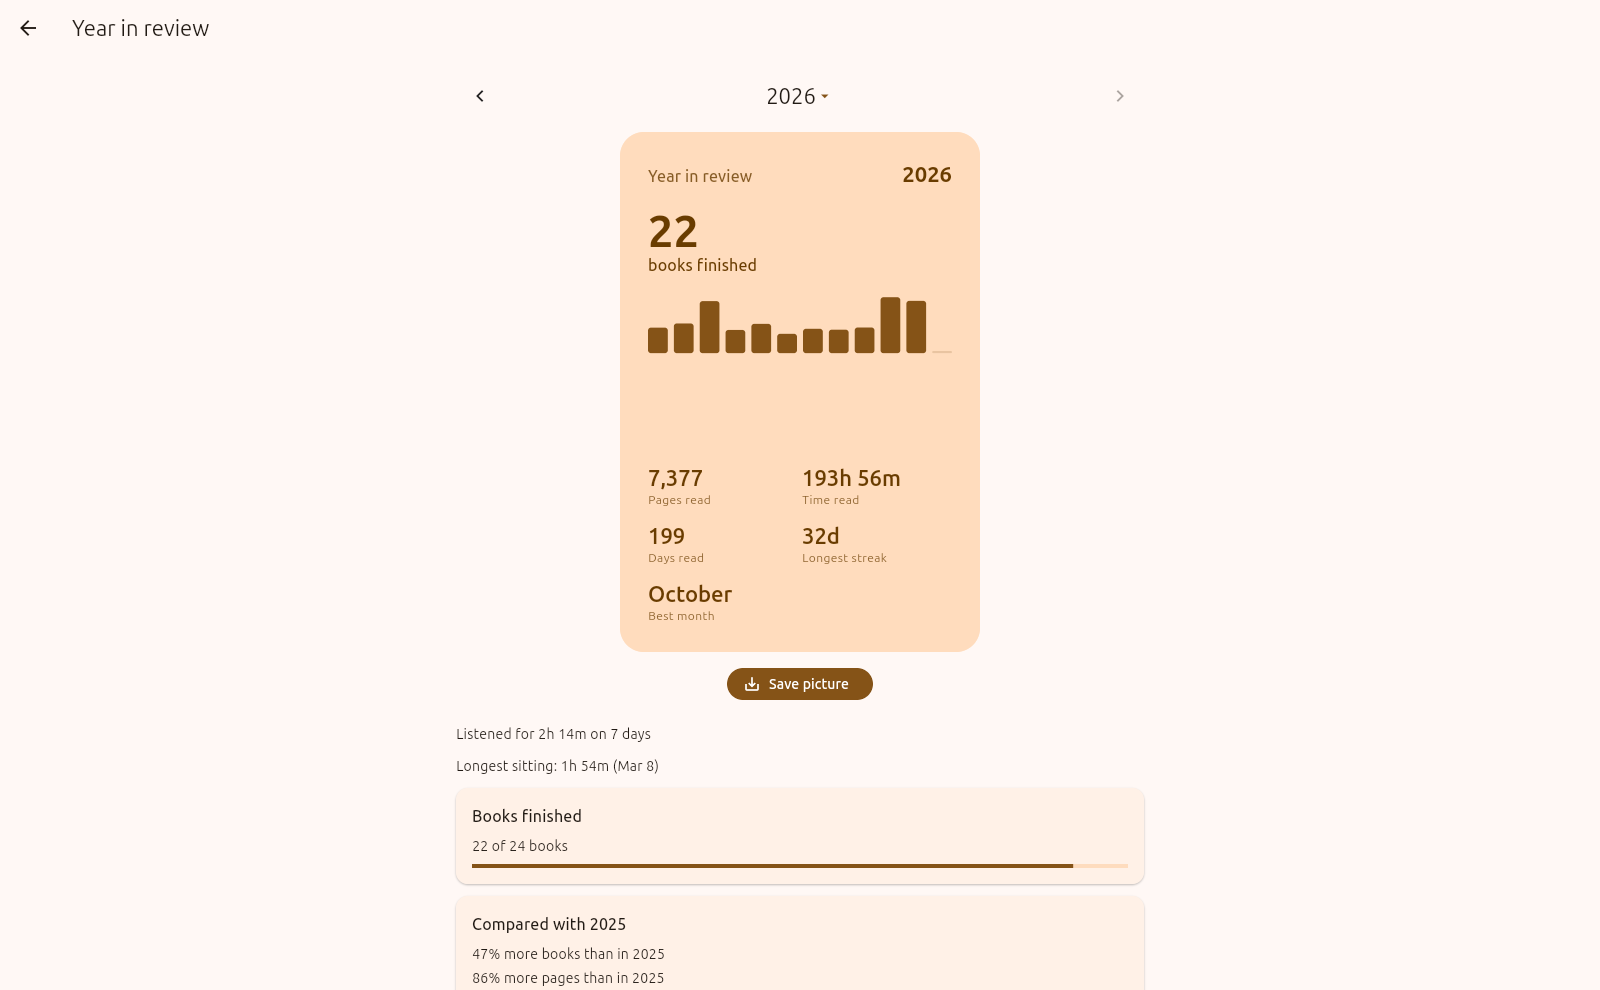 Year in review
2026
Year in review
2026
22
books finished
7,377
193h 56m
Pages read
Time read
199
32d
Days read
Longest streak
October
Best month
Save picture
Listened for 2h 14m on 7 days
Longest sitting: 1h 54m (Mar 8)
Books finished
22 of 24 books
Compared with 2025
47% more books than in 2025
86% more pages than in 2025